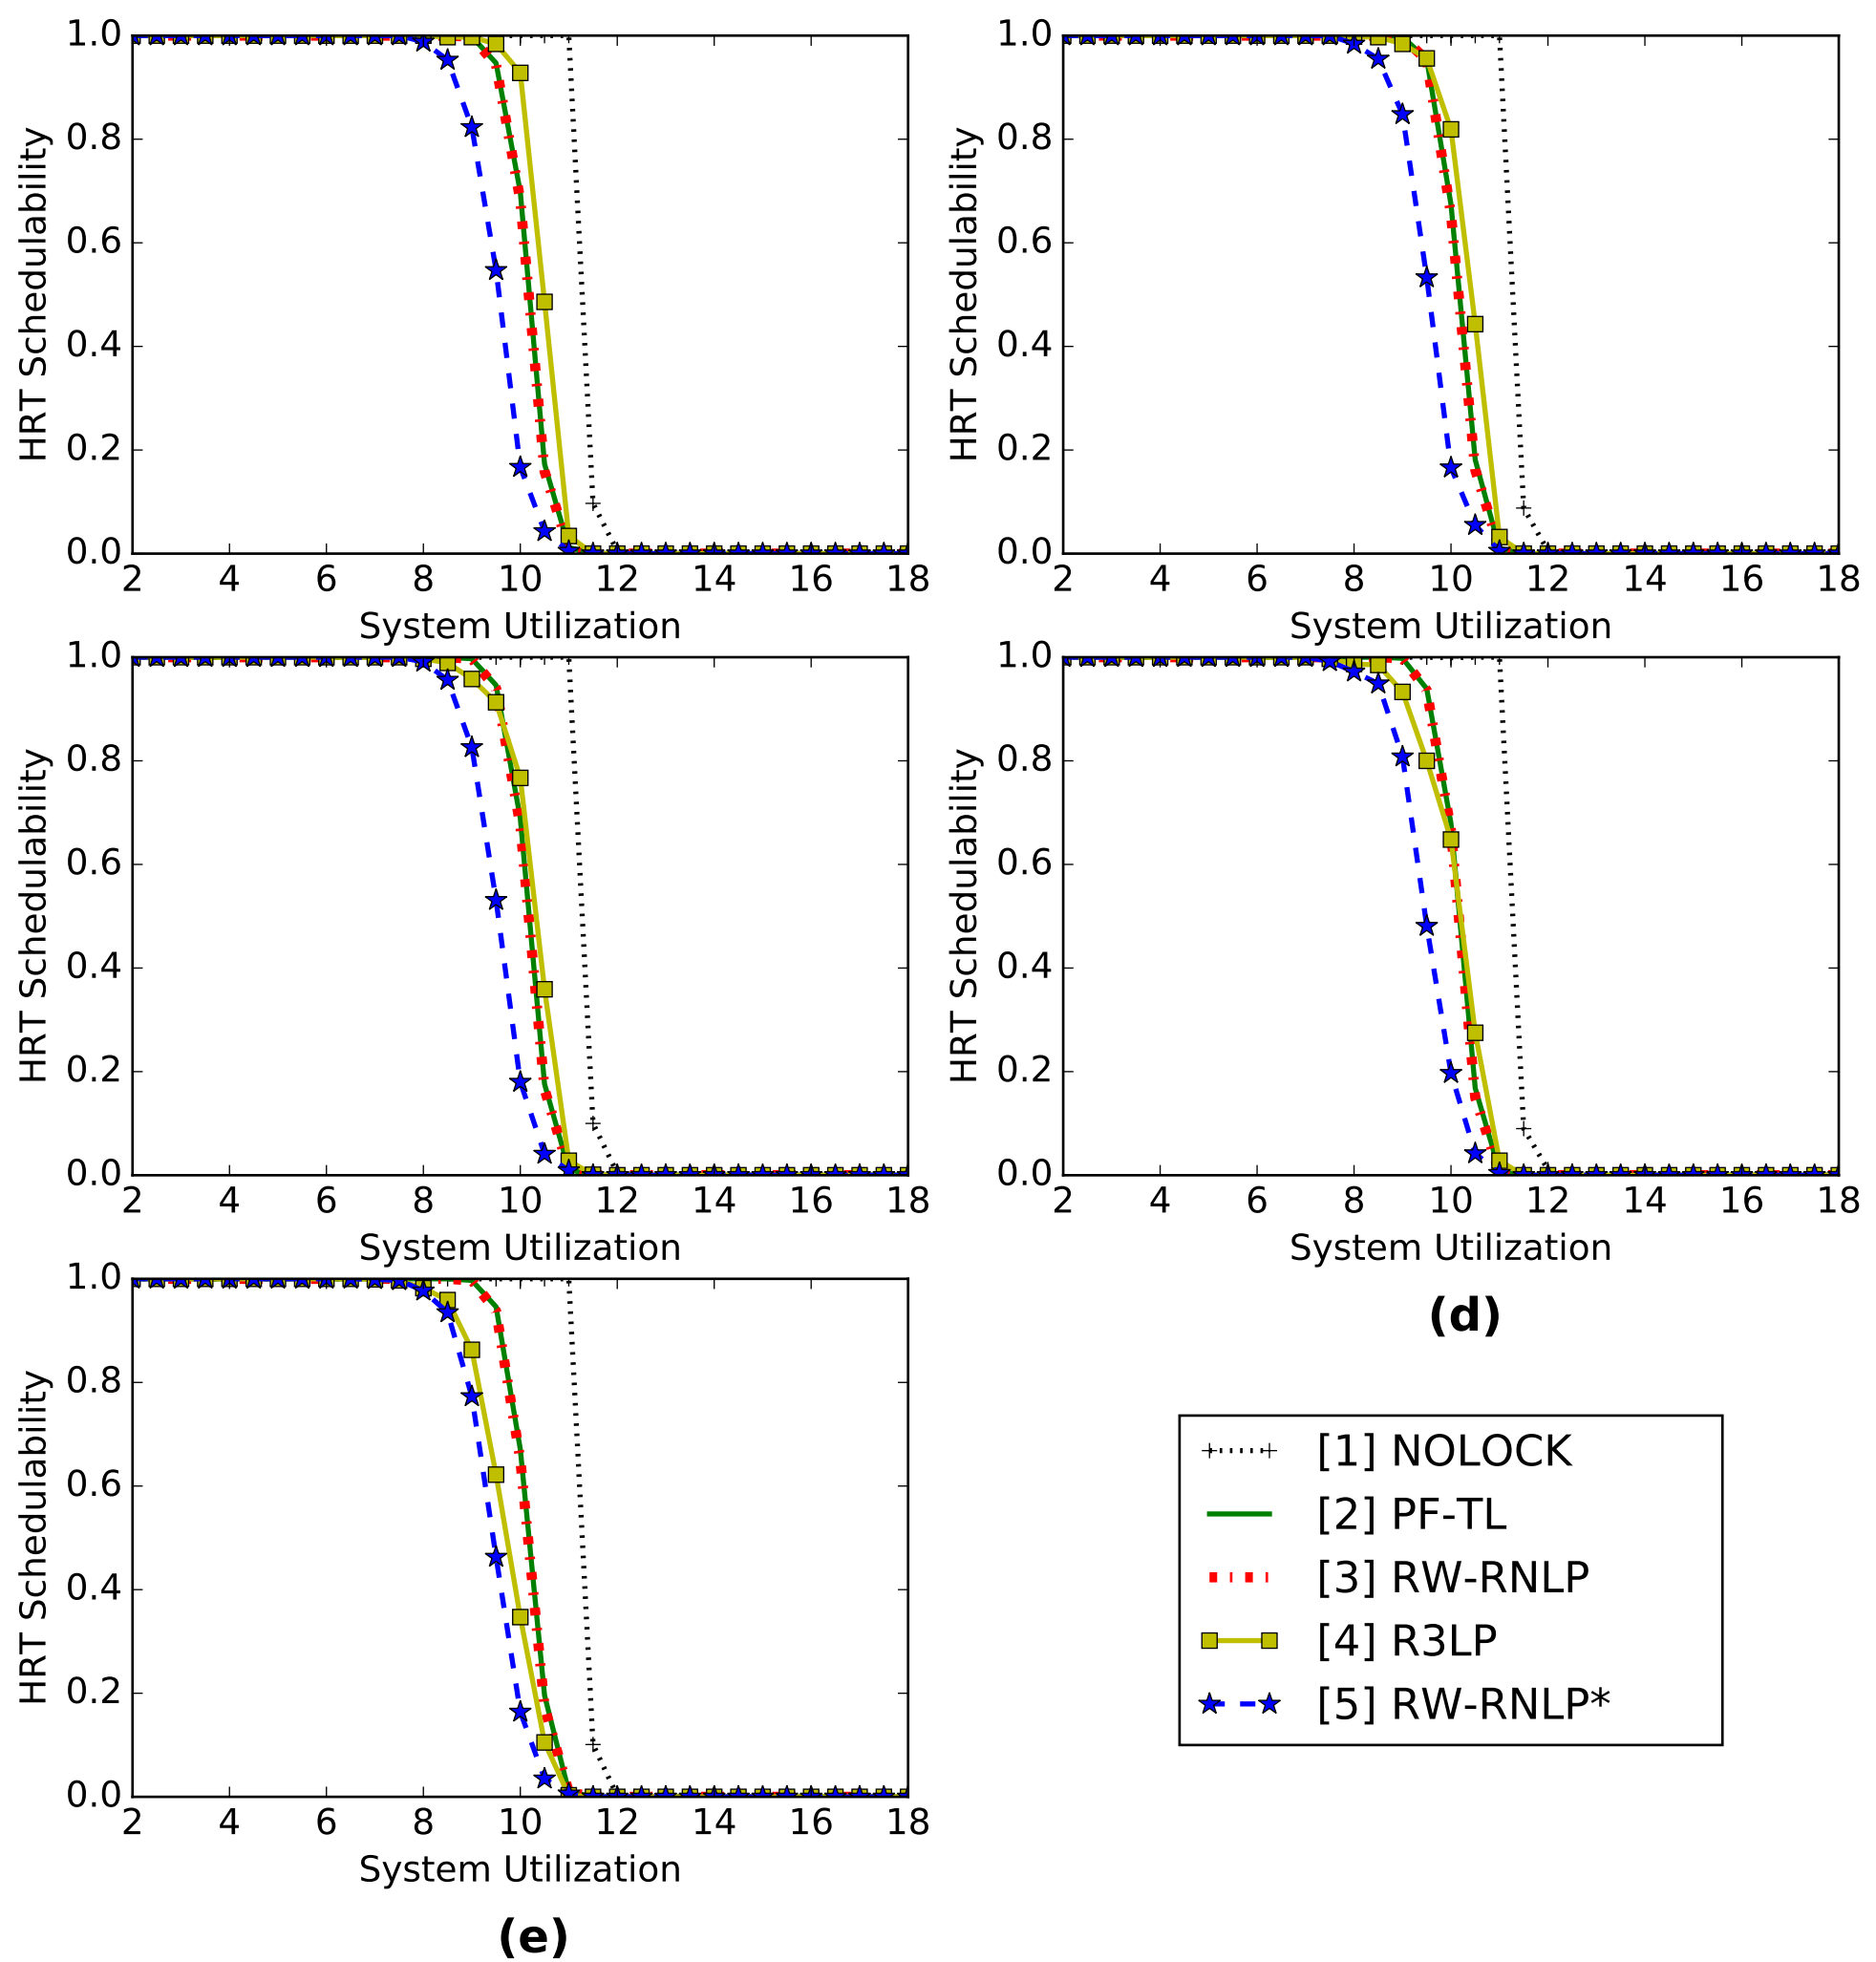 1.0
0.8
0.6
0.4
0.2
0.0
HRT Schedulability
2 4 6 8 10 12 14 16 18
System Utilization
1.0
0.8
0.6
0.4
0.2
0.0
HRT Schedulability
2 4 6 8 10 12 14 16 18
System Utilization
1.0
0.8
0.6
0.4
0.2
0.0
HRT Schedulability
2 4 6 8 10 12 14 16 18
System Utilization
1.0
0.8
0.6
0.4
0.2
0.0
HRT Schedulability
2 4 6 8 10 12 14 16 18
System Utilization
(d)
1.0
0.8
0.6
0.4
0.2
0.0
HRT Schedulability
2 4 6 8 10 12 14 16 18
System Utilization
(e)
[1] NOLOCK
[2] PF-TL
[3] RW-RNLP
[4] R3LP
[5] RW-RNLP*